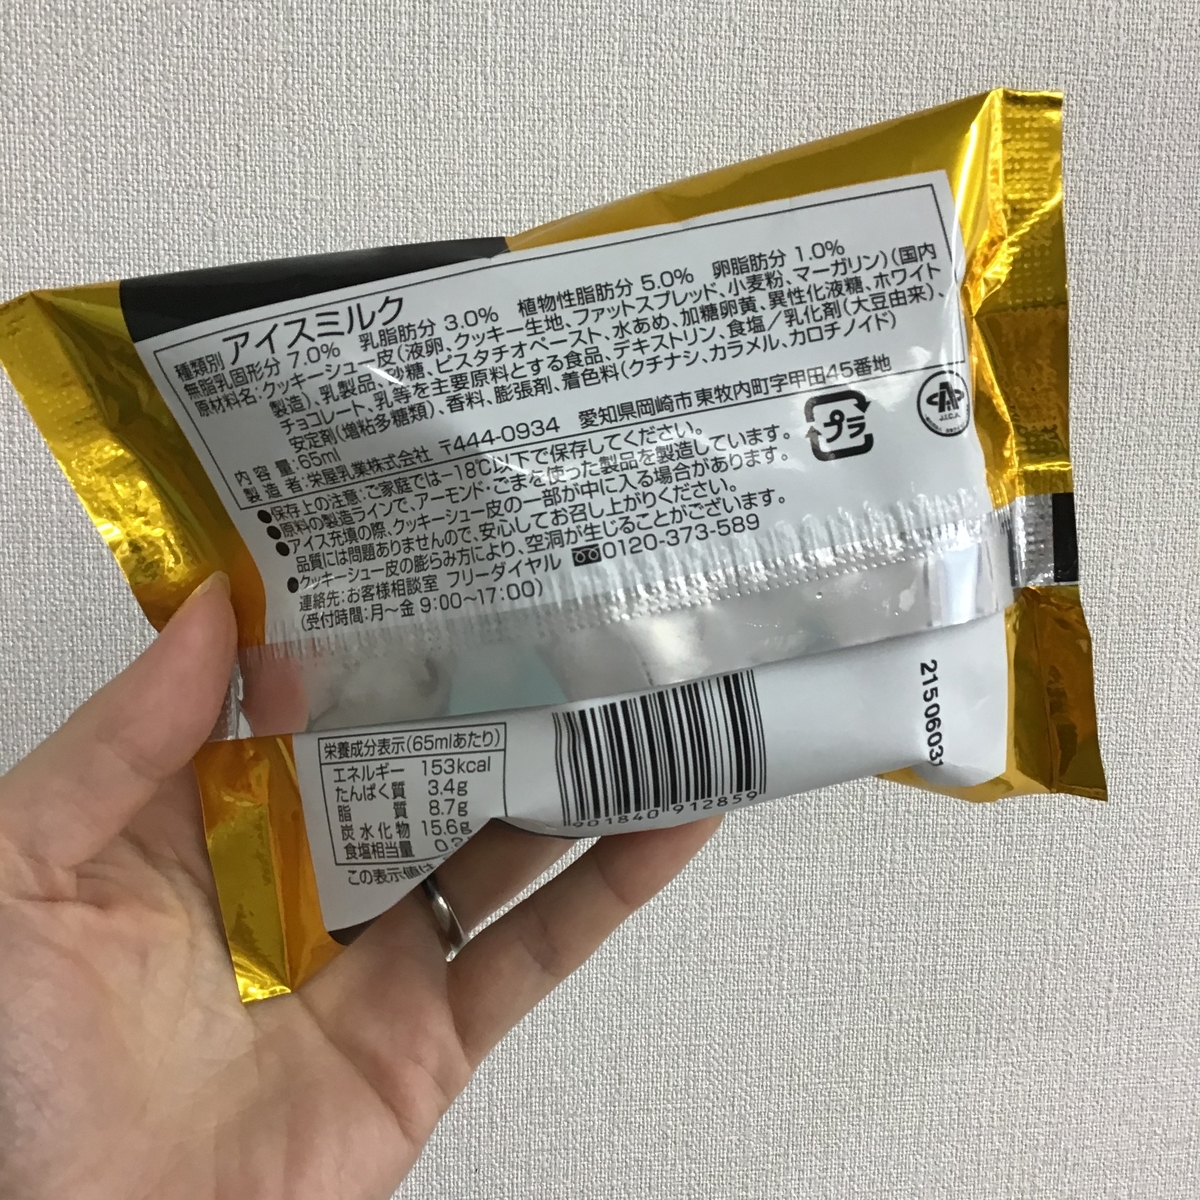 種類別 アイスミルク
無脂乳固形分 7.0% 乳脂肪分 3.0% 植物性脂肪分 5.0% 卵脂肪分 1.0%
原材料名:クッキーシュー皮(液卵、クッキー生地、ファットスプレッド、小麦粉、マーガリン)(国内
製造)、乳製品、砂糖、ピスタチオペースト、水あめ、加糖卵黄、異性化液糖、ホワイト
チョコレート、乳等を主要原料とする食品、デキストリン、食塩/乳化剤(大豆由来)、
安定剤(増粘多糖類)、香料、膨張剤、着色料(クチナシ、カラメル、カロチノイド)
内容量:65ml
製造者:栄屋乳業株式会社 〒444-0934 愛知県岡崎市東牧内町字甲田45番地
●保存上の注意:ご家庭では−18℃以下で保存してください。
●原料の製造ラインで、アーモンド・ごまを使った製品を製造しています。
●アイス充填の際、クッキーシュー皮の一部が中に入る場合があります。
品質には問題ありませんので、安心してお召し上がりください。
●クッキーシュー皮の膨らみ方により、空洞が生じることがございます。
連絡先:お客様相談室 フリーダイヤル 0120-373-589
(受付時間:月〜金 9:00〜17:00)
プラ
J.I.C.A.
215 0603
栄養成分表示(65mlあたり)
エネルギー 153kcal
たんぱく質 3.4g
脂質 8.7g
炭水化物 15.6g
食塩相当量
この表示値は
901840 912859